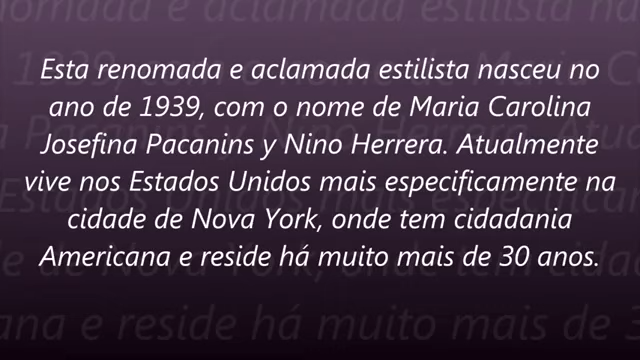 Esta renomada e aclamada estilista nasceu no
ano de 1939, com o nome de Maria Carolina
Josefina Pacanins y Nino Herrera. Atualmente
vive nos Estados Unidos mais especificamente na
cidade de Nova York, onde tem cidadania
Americana e reside há muito mais de 30 anos.